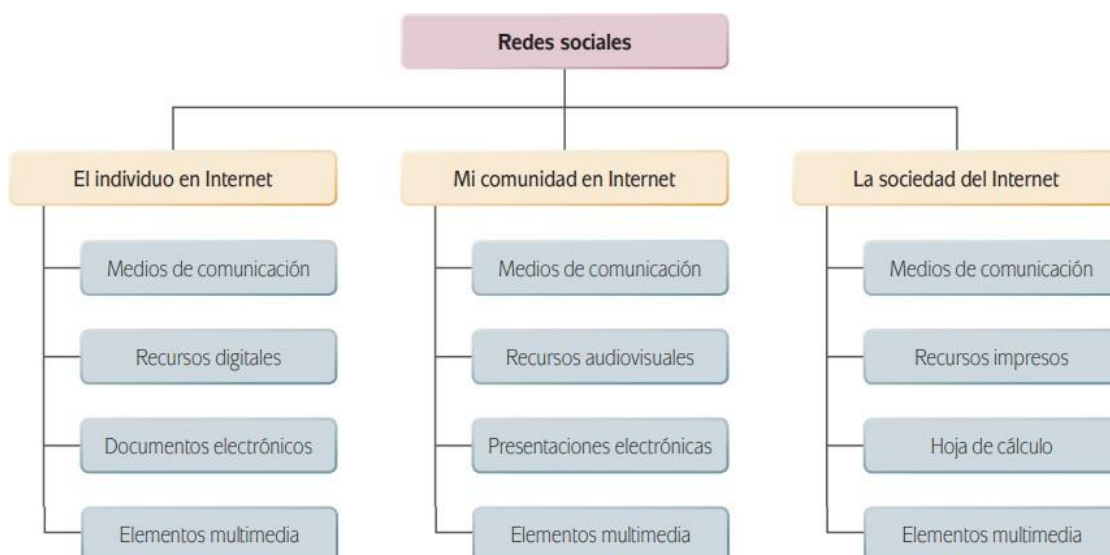 Redes sociales
El individuo en Internet
Medios de comunicación
Recursos digitales
Documentos electrónicos
Elementos multimedia
Mi comunidad en Internet
Medios de comunicación
Recursos audiovisuales
Presentaciones electrónicas
Elementos multimedia
La sociedad del Internet
Medios de comunicación
Recursos impresos
Hoja de cálculo
Elementos multimedia